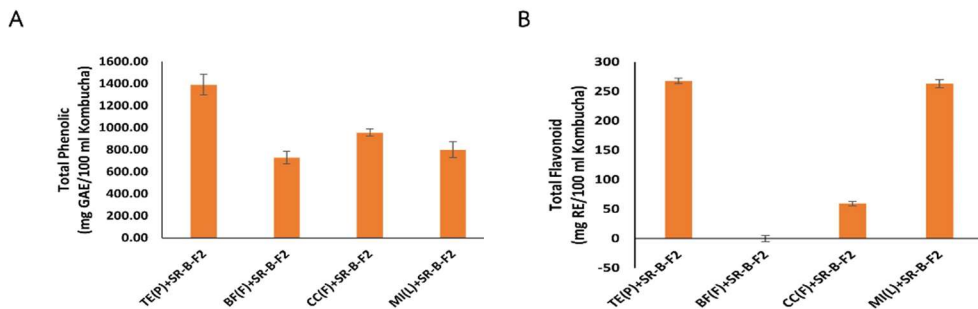 A
Total Phenolic
(mg GAE/100 ml Kombucha)
1600.00
1400.00
1200.00
1000.00
800.00
600.00
400.00
200.00
0.00
TE(P)+SR-B-F2
BF(F)+SR-B-F2
CC(F)+SR-B-F2
MI(L)+SR-B-F2
B
Total Flavonoid
(mg RE/100 ml Kombucha)
300
250
200
150
100
50
0
-50
TE(P)+SR-B-F2
BF(F)+SR-B-F2
CC(F)+SR-B-F2
MI(L)+SR-B-F2